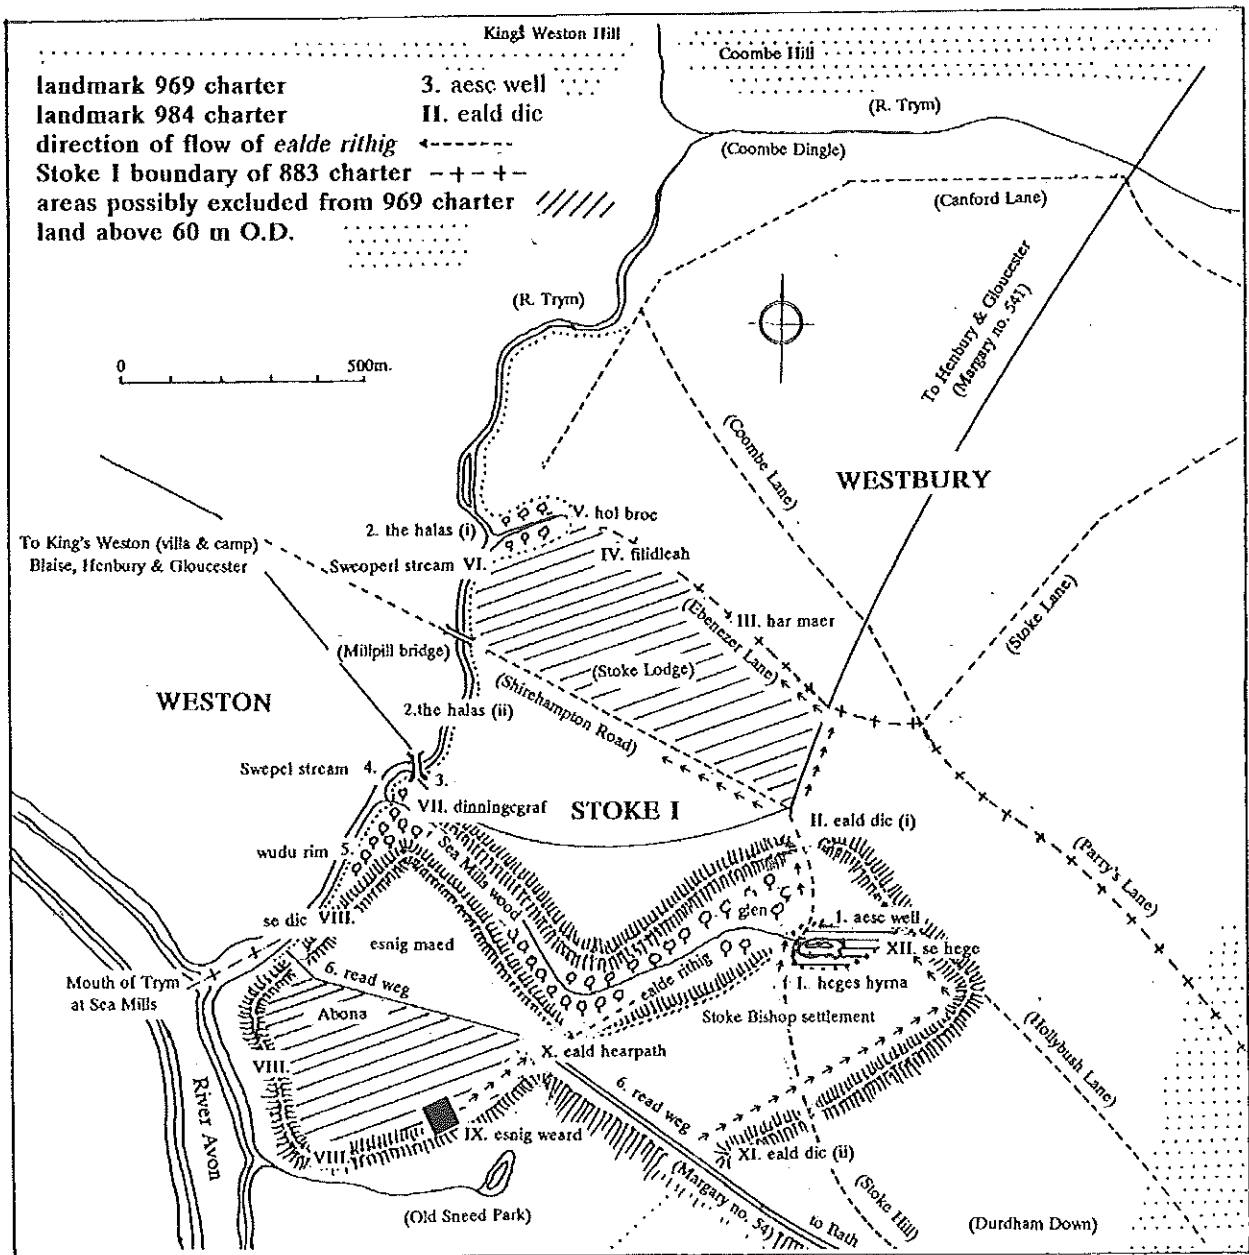 King's Weston Hill
Coombe Hill
landmark 969 charter 3. aesc well
landmark 984 charter II. eald dic
direction of flow of ealde rithig
Stoke I boundary of 883 charter
areas possibly excluded from 969 charter
land above 60 m O.D.
(R. Trym)
(Coombe Dingle)
(Canford Lane)
(R. Trym)
To Henbury & Gloucester
(Margary no. 541)
0 500m.
(Coombe Lane)
WESTBURY
(Stoke Lane)
2. the halas (i)
V. hol broc
To King's Weston (villa & camp)
Blaise, Henbury & Gloucester
Sweoperl stream VI.
IV. filidleah
III. har maer
(Ebenezer Lane)
(Millpill bridge)
(Stoke Lodge)
(Shirehampton Road)
WESTON
2.the halas (ii)
Swepel stream 4.
3.
VII. dinningcgraf
STOKE I
II. eald dic (i)
(Parry's Lane)
wudu rim 5.
Sea Mills wood
glen
1. aesc well
se dic VIII.
esnig maed
XII. se hege
ealde rithig
I. heges hyrna
Mouth of Trym
at Sea Mills
6. read weg
Abona
Stoke Bishop settlement
X. eald hearpath
(Hollybush Lane)
VIII.
6. read weg
River Avon
IX. esnig weard
VIII.
XI. eald dic (ii)
(Margary no. 54)
to Bath
(Stoke Hill)
(Old Sneed Park)
(Durdham Down)